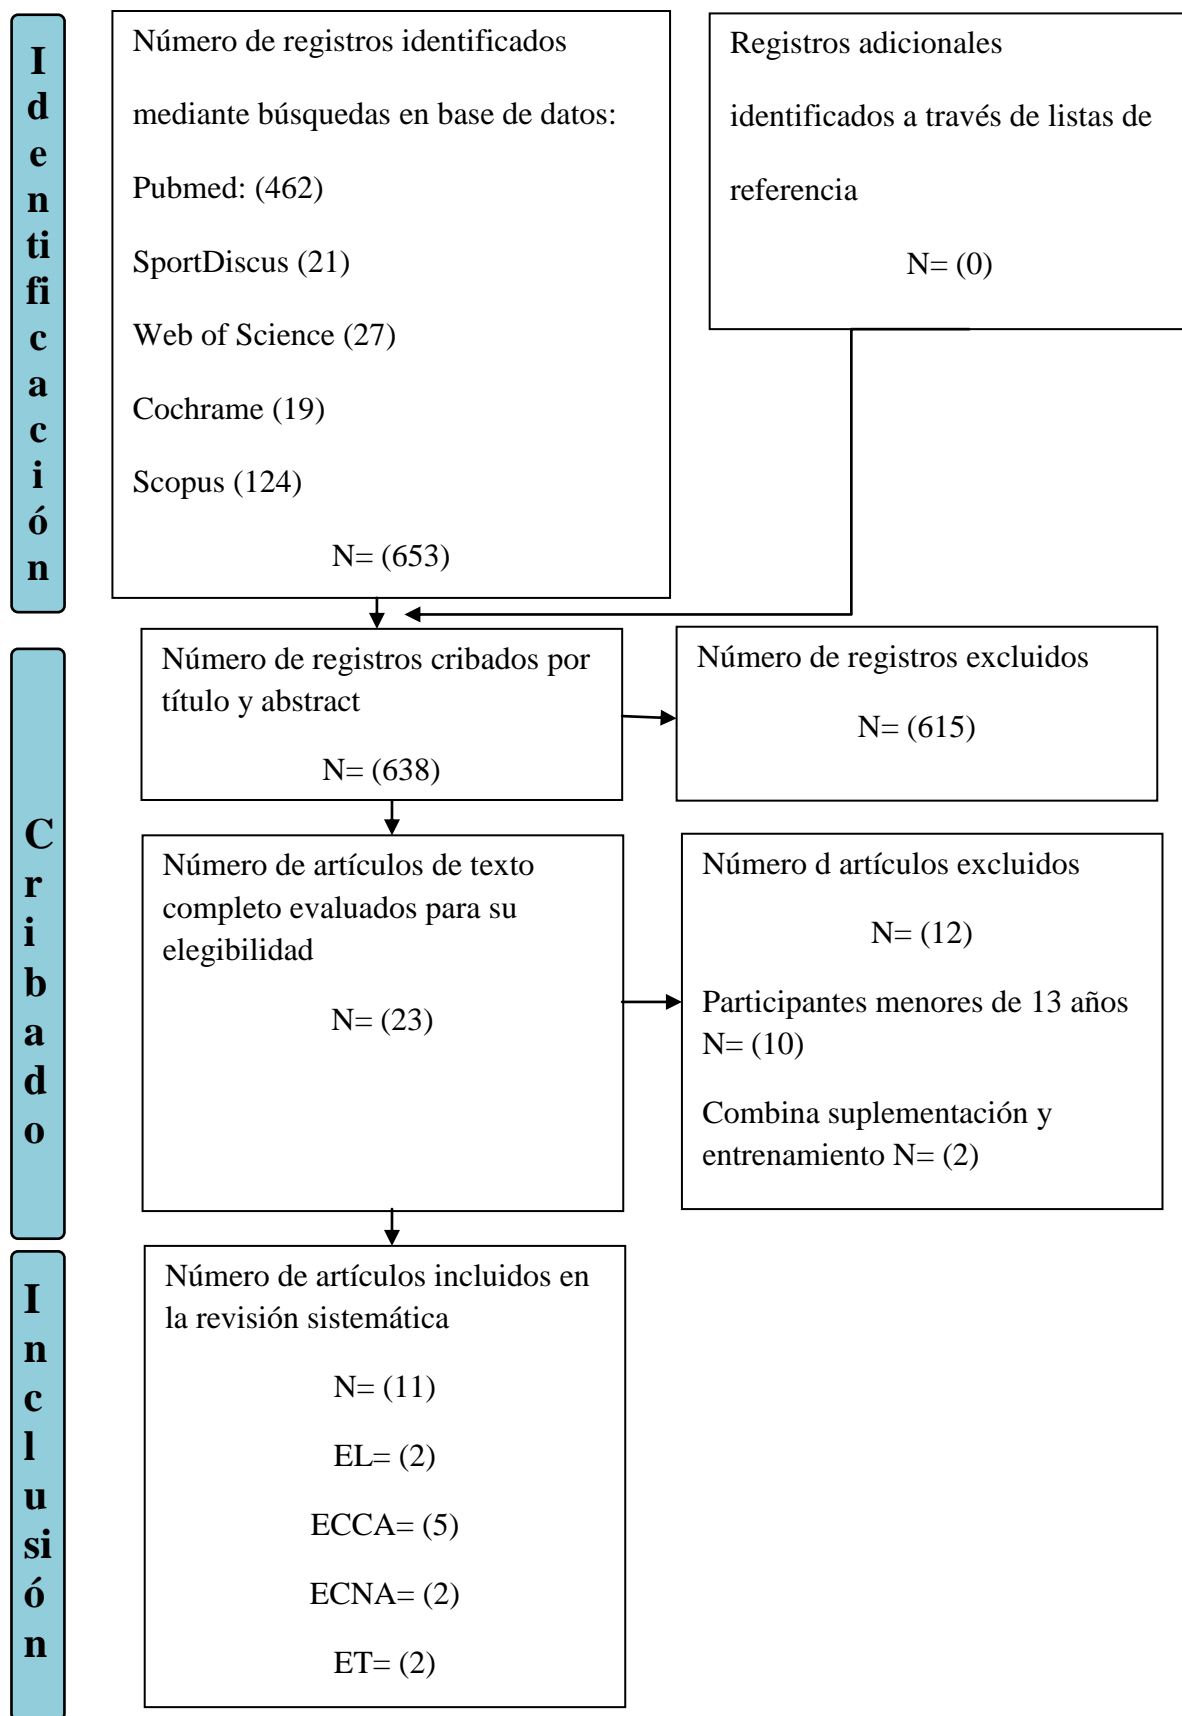 Identificación
Número de registros identificados
mediante búsquedas en base de datos:
Pubmed: (462)
SportDiscus (21)
Web of Science (27)
Cochrame (19)
Scopus (124)
N= (653)
Registros adicionales
identificados a través de listas de
referencia
N= (0)
Cribado
Número de registros cribados por
título y abstract
N= (638)
Número de registros excluidos
N= (615)
Número de artículos de texto
completo evaluados para su
elegibilidad
N= (23)
Número d artículos excluidos
N= (12)
Participantes menores de 13 años
N= (10)
Combina suplementación y
entrenamiento N= (2)
Inclusión
Número de artículos incluidos en
la revisión sistemática
N= (11)
EL= (2)
ECCA= (5)
ECNA= (2)
ET= (2)